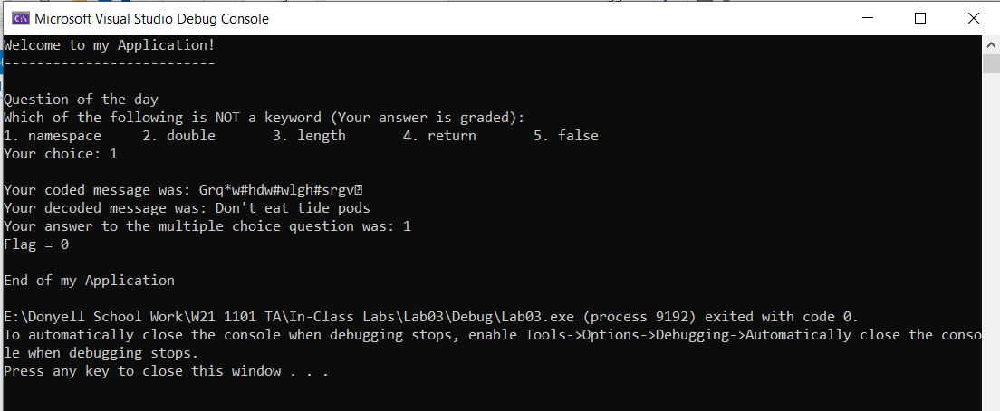 Microsoft Visual Studio Debug Console
Welcome to my Application!
--------------------------
Question of the day
Which of the following is NOT a keyword (Your answer is graded):
1. namespace     2. double       3. length       4. return       5. false
Your choice: 1
Your coded message was: Grq*w#hdw#wlgh#srgv
Your decoded message was: Don't eat tide pods
Your answer to the multiple choice question was: 1
Flag = 0
End of my Application
E:\Donyell School Work\W21 1101 TA\In-Class Labs\Lab03\Debug\Lab03.exe (process 9192) exited with code 0.
To automatically close the console when debugging stops, enable Tools->Options->Debugging->Automatically close the conso
le when debugging stops.
Press any key to close this window . . .